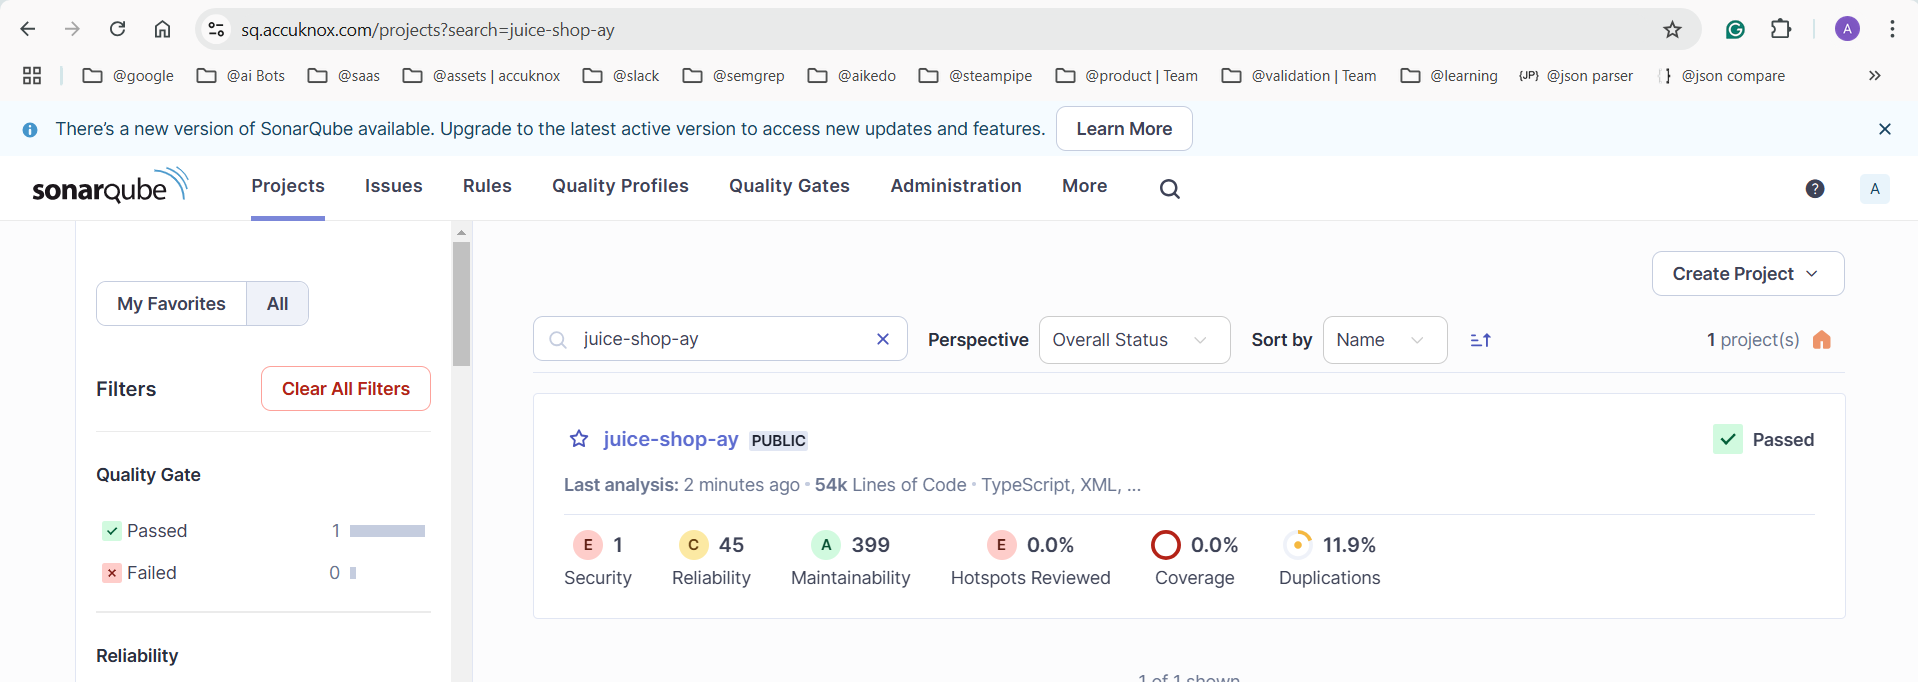 sq.accuknox.com/projects?search=juice-shop-ay
A
@google @ai Bots @saas @assets | accuknox @slack @semgrep @aikedo @steampipe @product | Team @validation | Team @learning {JP} @json parser @json compare
There's a new version of SonarQube available. Upgrade to the latest active version to access new updates and features. Learn More
sonarqube Projects Issues Rules Quality Profiles Quality Gates Administration More A
Create Project
My Favorites All
juice-shop-ay Perspective Overall Status Sort by Name 1 project(s)
Filters Clear All Filters
juice-shop-ay PUBLIC Passed
Quality Gate
Last analysis: 2 minutes ago • 54k Lines of Code • TypeScript, XML, ...
Passed 1
E 1 C 45 A 399 E 0.0% 0.0% 11.9%
Failed 0
Security Reliability Maintainability Hotspots Reviewed Coverage Duplications
Reliability
1 of 1 shown